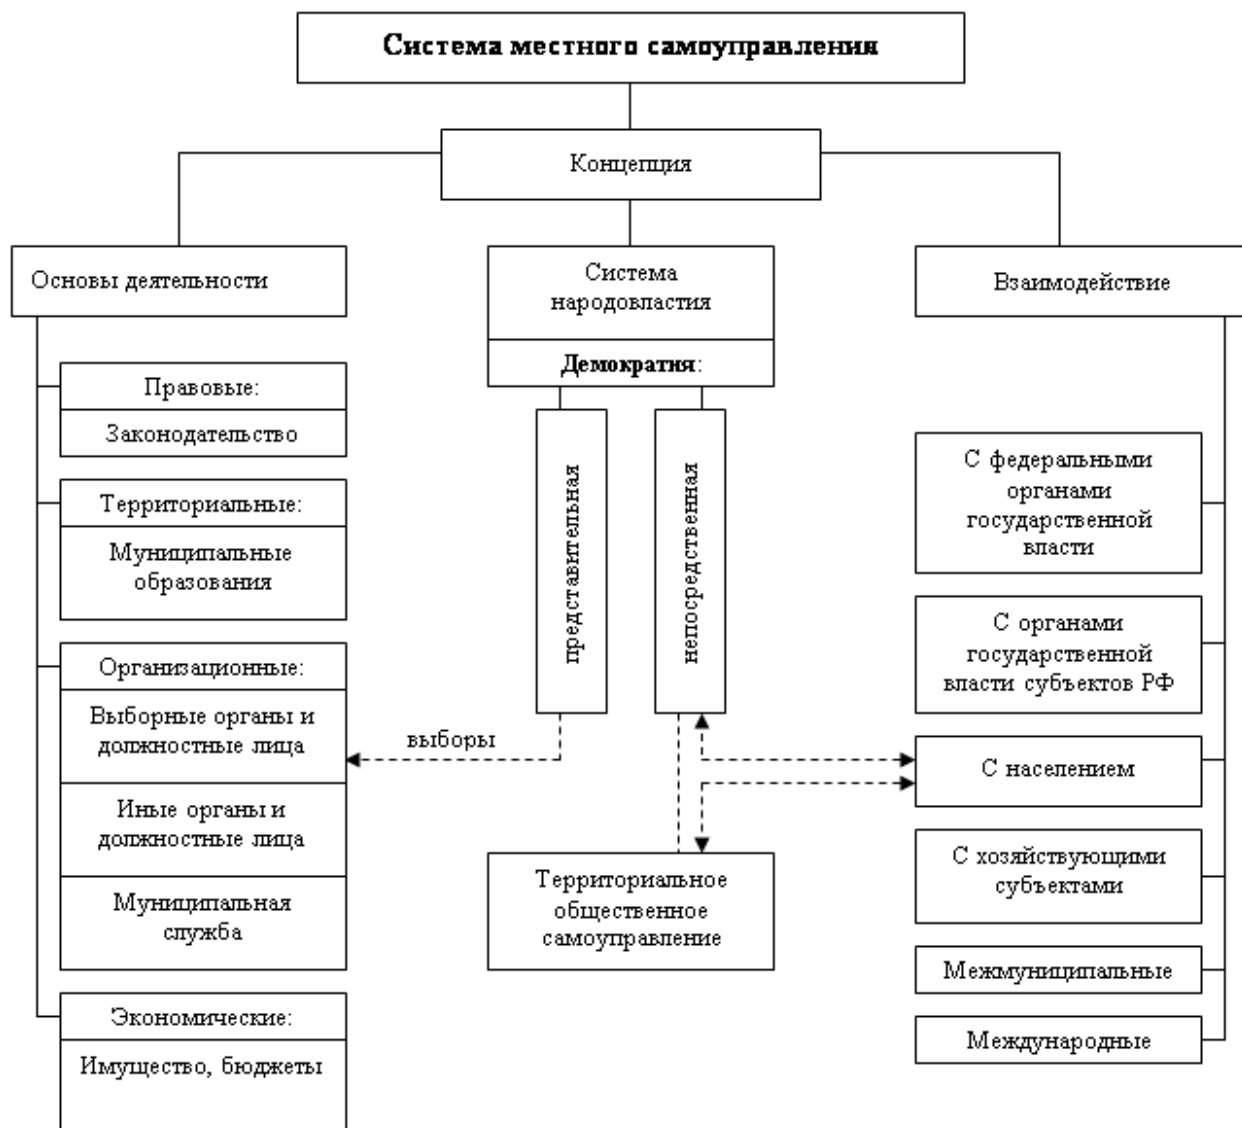 Система местного самоуправления
Концепция
Основы деятельности
Правовые:
Законодательство
Территориальные:
Муниципальные
образования
Организационные:
Выборные органы и
должностные лица
Иные органы и
должностные лица
Муниципальная
служба
Экономические:
Имущество, бюджеты
Система
народовластия
Демократия:
представительная
непосредственная
выборы
Территориальное
общественное
самоуправление
Взаимодействие
С федеральными
органами
государственной
власти
С органами
государственной
власти субъектов РФ
С населением
С хозяйствующими
субъектами
Межмуниципальные
Международные